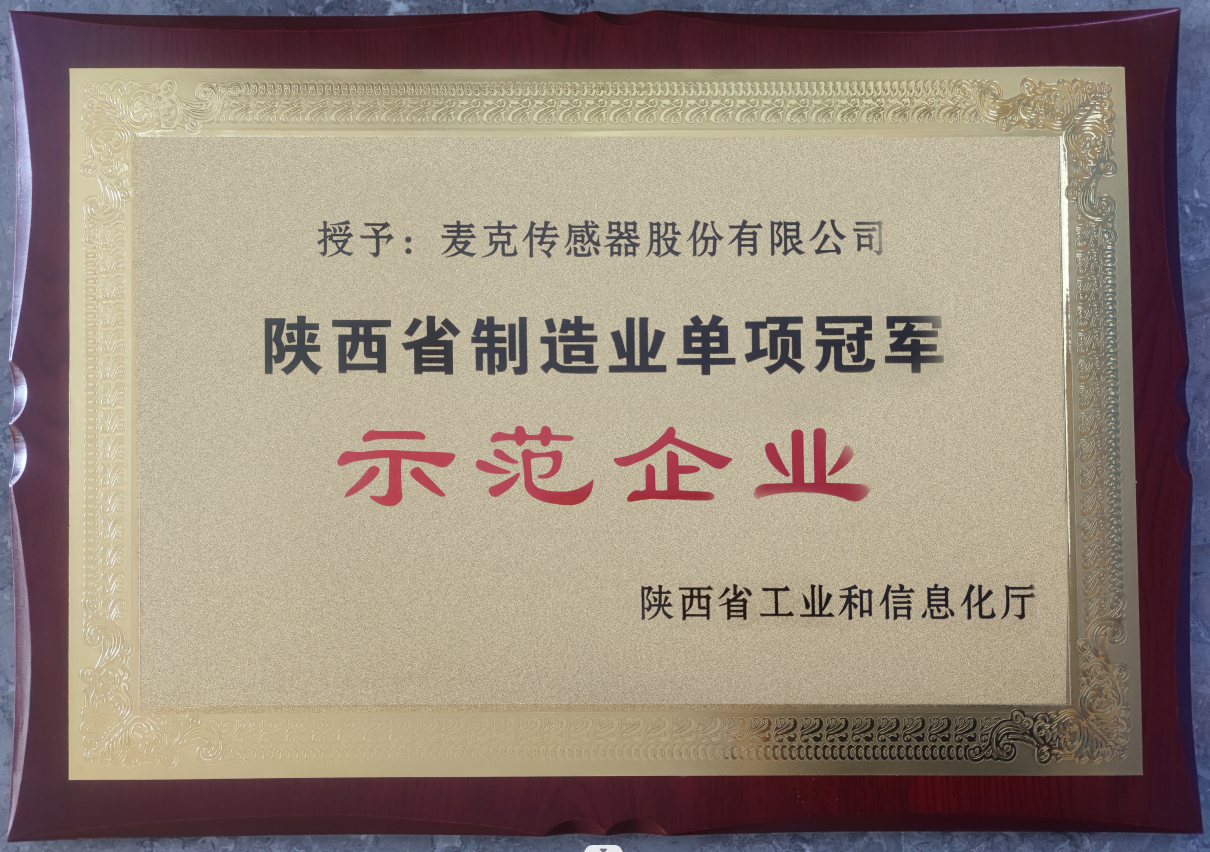 授予：麦克传感器股份有限公司
陕西省制造业单项冠军
示范企业
陕西省工业和信息化厅